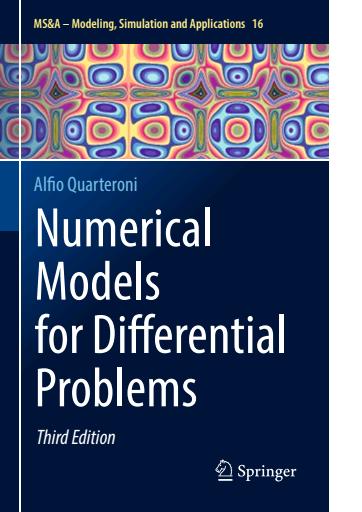 MS&A – Modeling, Simulation and Applications 16
Alfio Quarteroni
Numerical
Models
for Differential
Problems
Third Edition
Springer